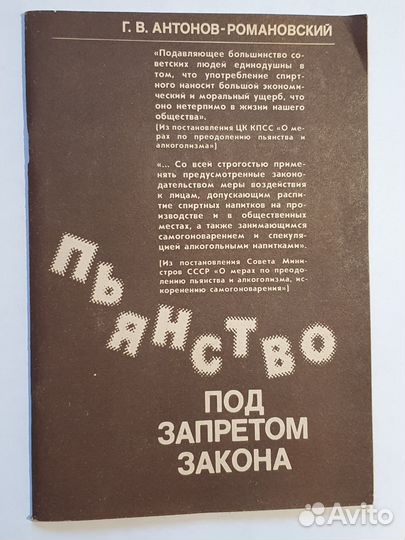 Г. В. АНТОНОВ-РОМАНОВСКИЙ
«Подавляющее большинство со-
ветских людей единодушны в
том, что употребление спирт-
ного наносит большой экономи-
ческий и моральный ущерб, что
оно нетерпимо в жизни нашего
общества».
[Из постановления ЦК КПСС «О ме-
рах по преодолению пьянства и
алкоголизма»]
«... Со всей строгостью приме-
нять предусмотренные законо-
дательством меры воздействия
к лицам, допускающим распи-
тие спиртных напитков на про-
изводстве и в общественных
местах, а также занимающимся
самогоноварением и спекуля-
цией алкогольными напитками».
[Из постановления Совета Мини-
стров СССР «О мерах по преодо-
лению пьянства и алкоголизма, ис-
коренению самогоноварения»]
ПЬЯНСТВО
ПОД
ЗАПРЕТОМ
ЗАКОНА
Avito